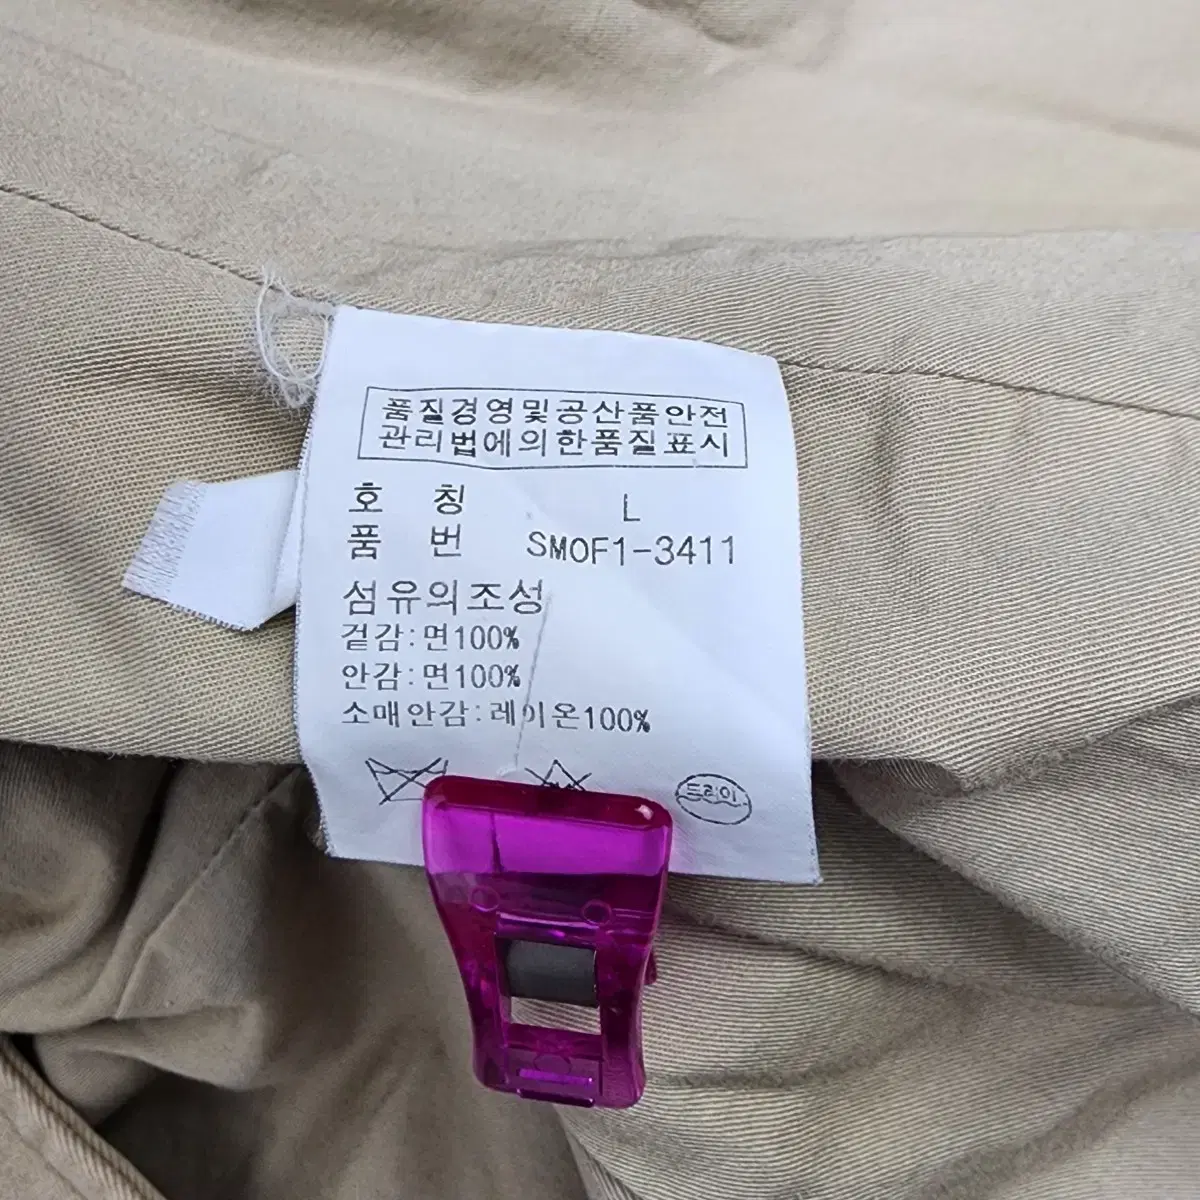 품질경영및공산품안전
관리법에의한품질표시
호 칭 L
품 번 SMOF1-3411
섬유의조성
겉감:면100%
안감:면100%
소매안감:레이온100%
드라이